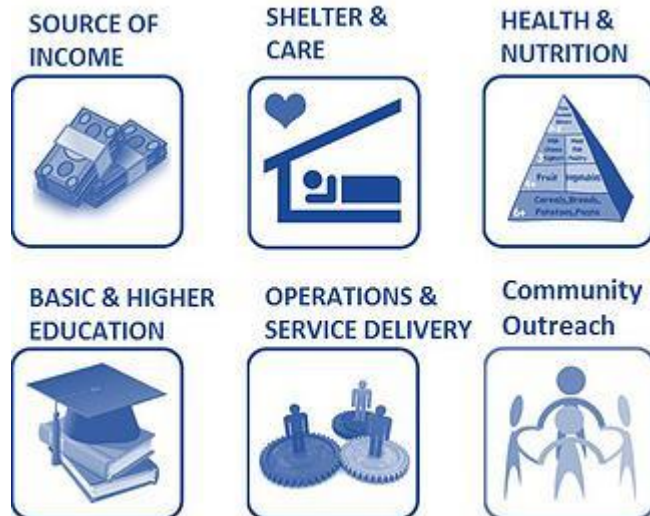 SOURCE OF
INCOME
SHELTER &
CARE
HEALTH &
NUTRITION
Fruit
Vegetables
Cereals, Breads,
Potatoes, Pasta
BASIC & HIGHER
EDUCATION
OPERATIONS &
SERVICE DELIVERY
Community
Outreach